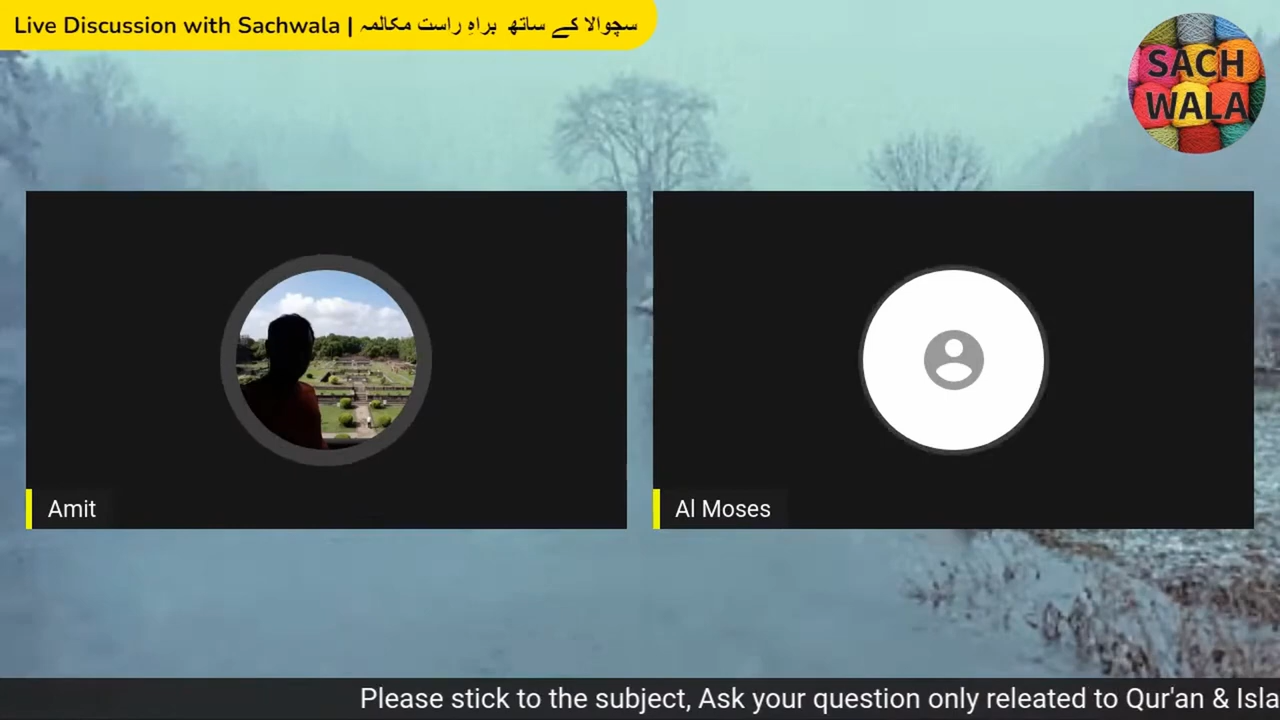 Live Discussion with Sachwala | سچوالا کے ساتھ براہِ راست مکالمہ
SACH
WALA
Amit
Al Moses
Please stick to the subject, Ask your question only releated to Qur'an & Isla